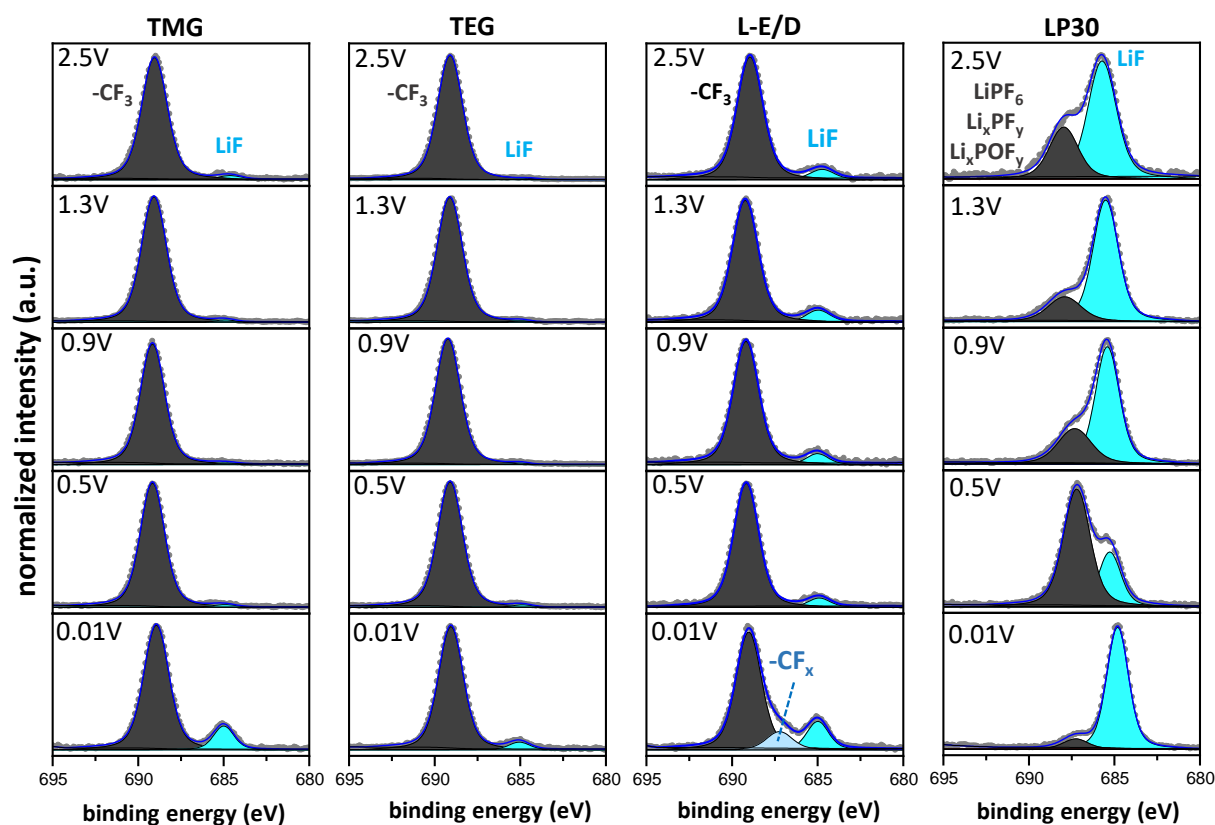 TMG TEG L-E/D LP30
2.5V 2.5V 2.5V 2.5V
-CF3 -CF3 -CF3 LiPF6 LiF
LixPFy
LiF LiF LiF LixPOFy
1.3V 1.3V 1.3V 1.3V
0.9V 0.9V 0.9V 0.9V
0.5V 0.5V 0.5V 0.5V
0.01V 0.01V 0.01V 0.01V
-CFx
normalized intensity (a.u.)
695 690 685 680 695 690 685 680 695 690 685 680 695 690 685 680
binding energy (eV) binding energy (eV) binding energy (eV) binding energy (eV)